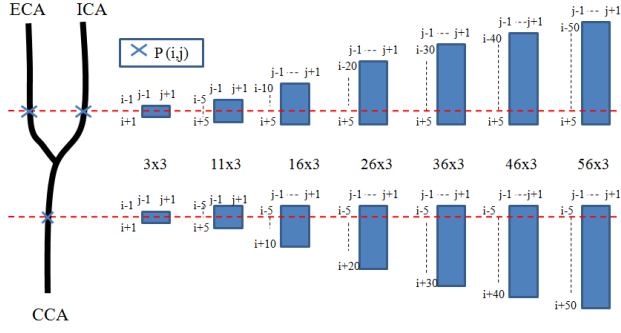 ECA ICA
P (i,j)
i-1 j-1 j+1
i+1
i-5 j-1 j+1
i+5
i-10 j-1 --- j+1
i+5
i-20 j-1 --- j+1
i+5
i-30 j-1 --- j+1
i+5
i-40 j-1 --- j+1
i+5
i-50 j-1 --- j+1
i+5
3x3 11x3 16x3 26x3 36x3 46x3 56x3
i-1 j-1 j+1
i+1
i-5 j-1 j+1
i+5
i-5 j-1 --- j+1
i+10
i-5 j-1 --- j+1
i+20
i-5 j-1 --- j+1
i+30
i-5 j-1 --- j+1
i+40
i-5 j-1 --- j+1
i+50
CCA